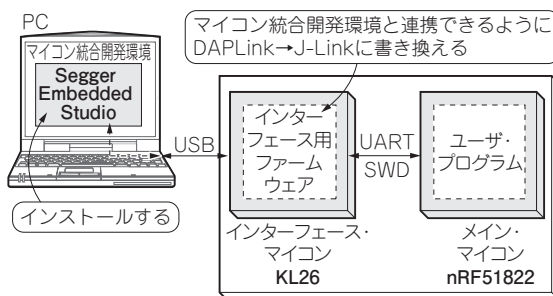 PC
マイコン統合開発環境
Segger
Embedded
Studio
インストールする
USB
マイコン統合開発環境と連携できるように
DAPLink→J-Linkに書き換える
インター
フェース用
ファーム
ウェア
インターフェース・
マイコン
KL26
UART
SWD
ユーザ・
プログラム
メイン・
マイコン
nRF51822